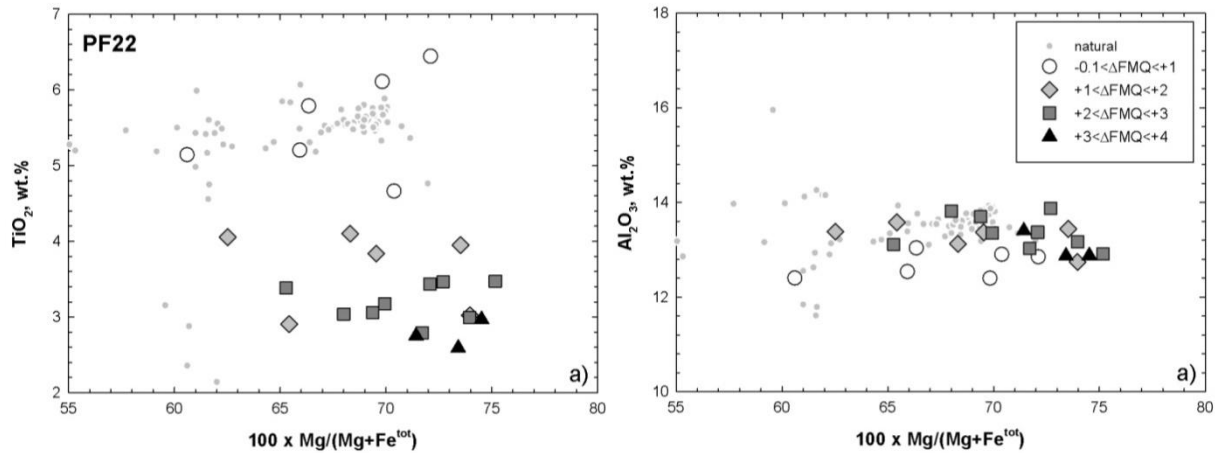 PF22
TiO2, wt.%
7
6
5
4
3
2
55 60 65 70 75 80
100 x Mg/(Mg+Fe^tot)
a)
Al2O3, wt.%
18
16
14
12
10
55 60 65 70 75 80
100 x Mg/(Mg+Fe^tot)
a)
natural
-0.1<ΔFMQ<+1
+1<ΔFMQ<+2
+2<ΔFMQ<+3
+3<ΔFMQ<+4